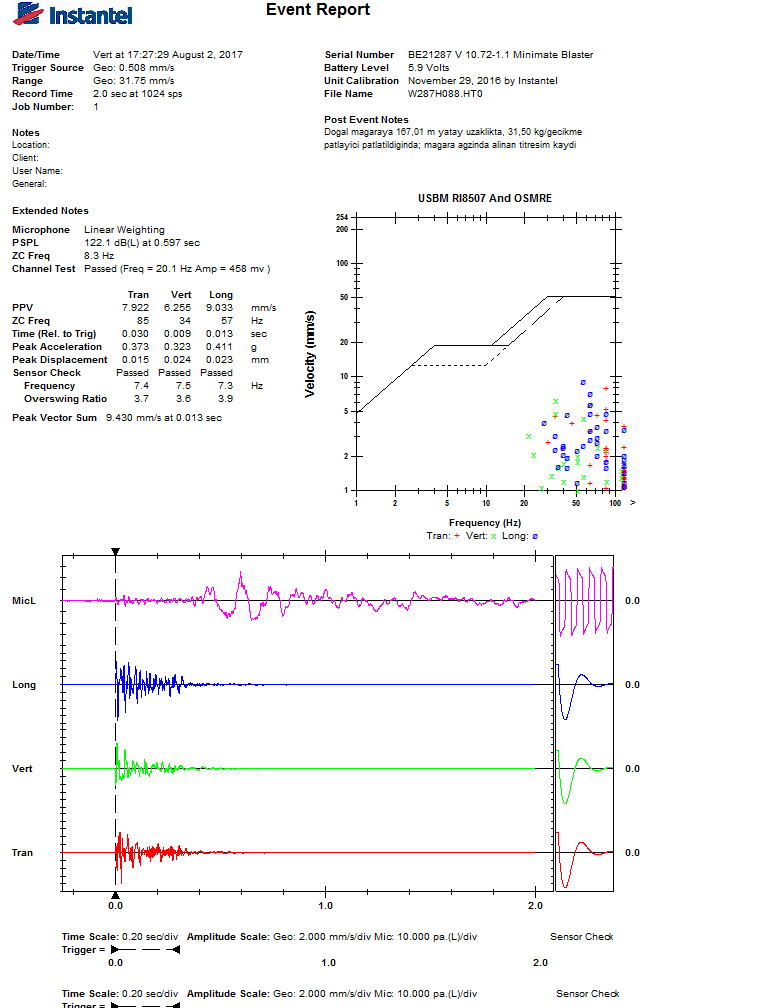 Instantel
Event Report
Date/Time Vert at 17:27:29 August 2, 2017
Trigger Source Geo: 0.508 mm/s
Range Geo: 31.75 mm/s
Record Time 2.0 sec at 1024 sps
Job Number: 1
Serial Number BE21287 V 10.72-1.1 Minimate Blaster
Battery Level 5.9 Volts
Unit Calibration November 29, 2016 by Instantel
File Name W287H088.HT0
Notes
Location:
Client:
User Name:
General:
Post Event Notes
Dogal magaraya 167,01 m yatay uzaklikta, 31,50 kg/gecikme
patlayici patlatildiginda; magara agzinda alinan titresim kaydi
Extended Notes
Microphone Linear Weighting
PSPL 122.1 dB(L) at 0.597 sec
ZC Freq 8.3 Hz
Channel Test Passed (Freq = 20.1 Hz Amp = 458 mv )
Tran Vert Long
PPV 7.922 6.255 9.033 mm/s
ZC Freq 85 34 57 Hz
Time (Rel. to Trig) 0.030 0.009 0.013 sec
Peak Acceleration 0.373 0.323 0.411 g
Peak Displacement 0.015 0.024 0.023 mm
Sensor Check Passed Passed Passed
Frequency 7.4 7.5 7.3 Hz
Overswing Ratio 3.7 3.6 3.9
Peak Vector Sum 9.430 mm/s at 0.013 sec
USBM RI8507 And OSMRE
254
200
100
50
20
10
5
2
1
Velocity (mm/s)
1 2 5 10 20 50 100 >
Frequency (Hz)
Tran: + Vert: x Long: ø
MicL 0.0
Long 0.0
Vert 0.0
Tran 0.0
0.0 1.0 2.0
Time Scale: 0.20 sec/div Amplitude Scale: Geo: 2.000 mm/s/div Mic: 10.000 pa.(L)/div Sensor Check
Trigger =
0.0 1.0 2.0
Time Scale: 0.20 sec/div Amplitude Scale: Geo: 2.000 mm/s/div Mic: 10.000 pa.(L)/div Sensor Check
Trigger =